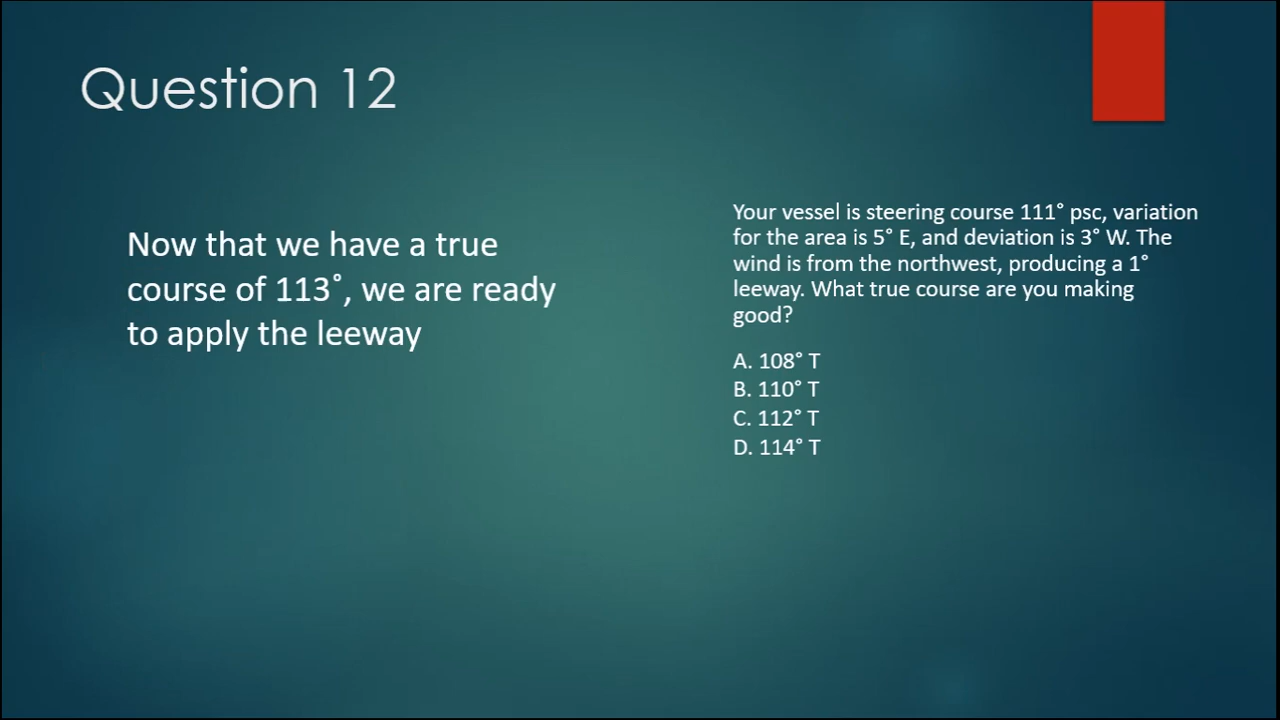 Question 12
Now that we have a true
course of 113˚, we are ready
to apply the leeway
Your vessel is steering course 111° psc, variation
for the area is 5° E, and deviation is 3° W. The
wind is from the northwest, producing a 1°
leeway. What true course are you making
good?
A. 108° T
B. 110° T
C. 112° T
D. 114° T